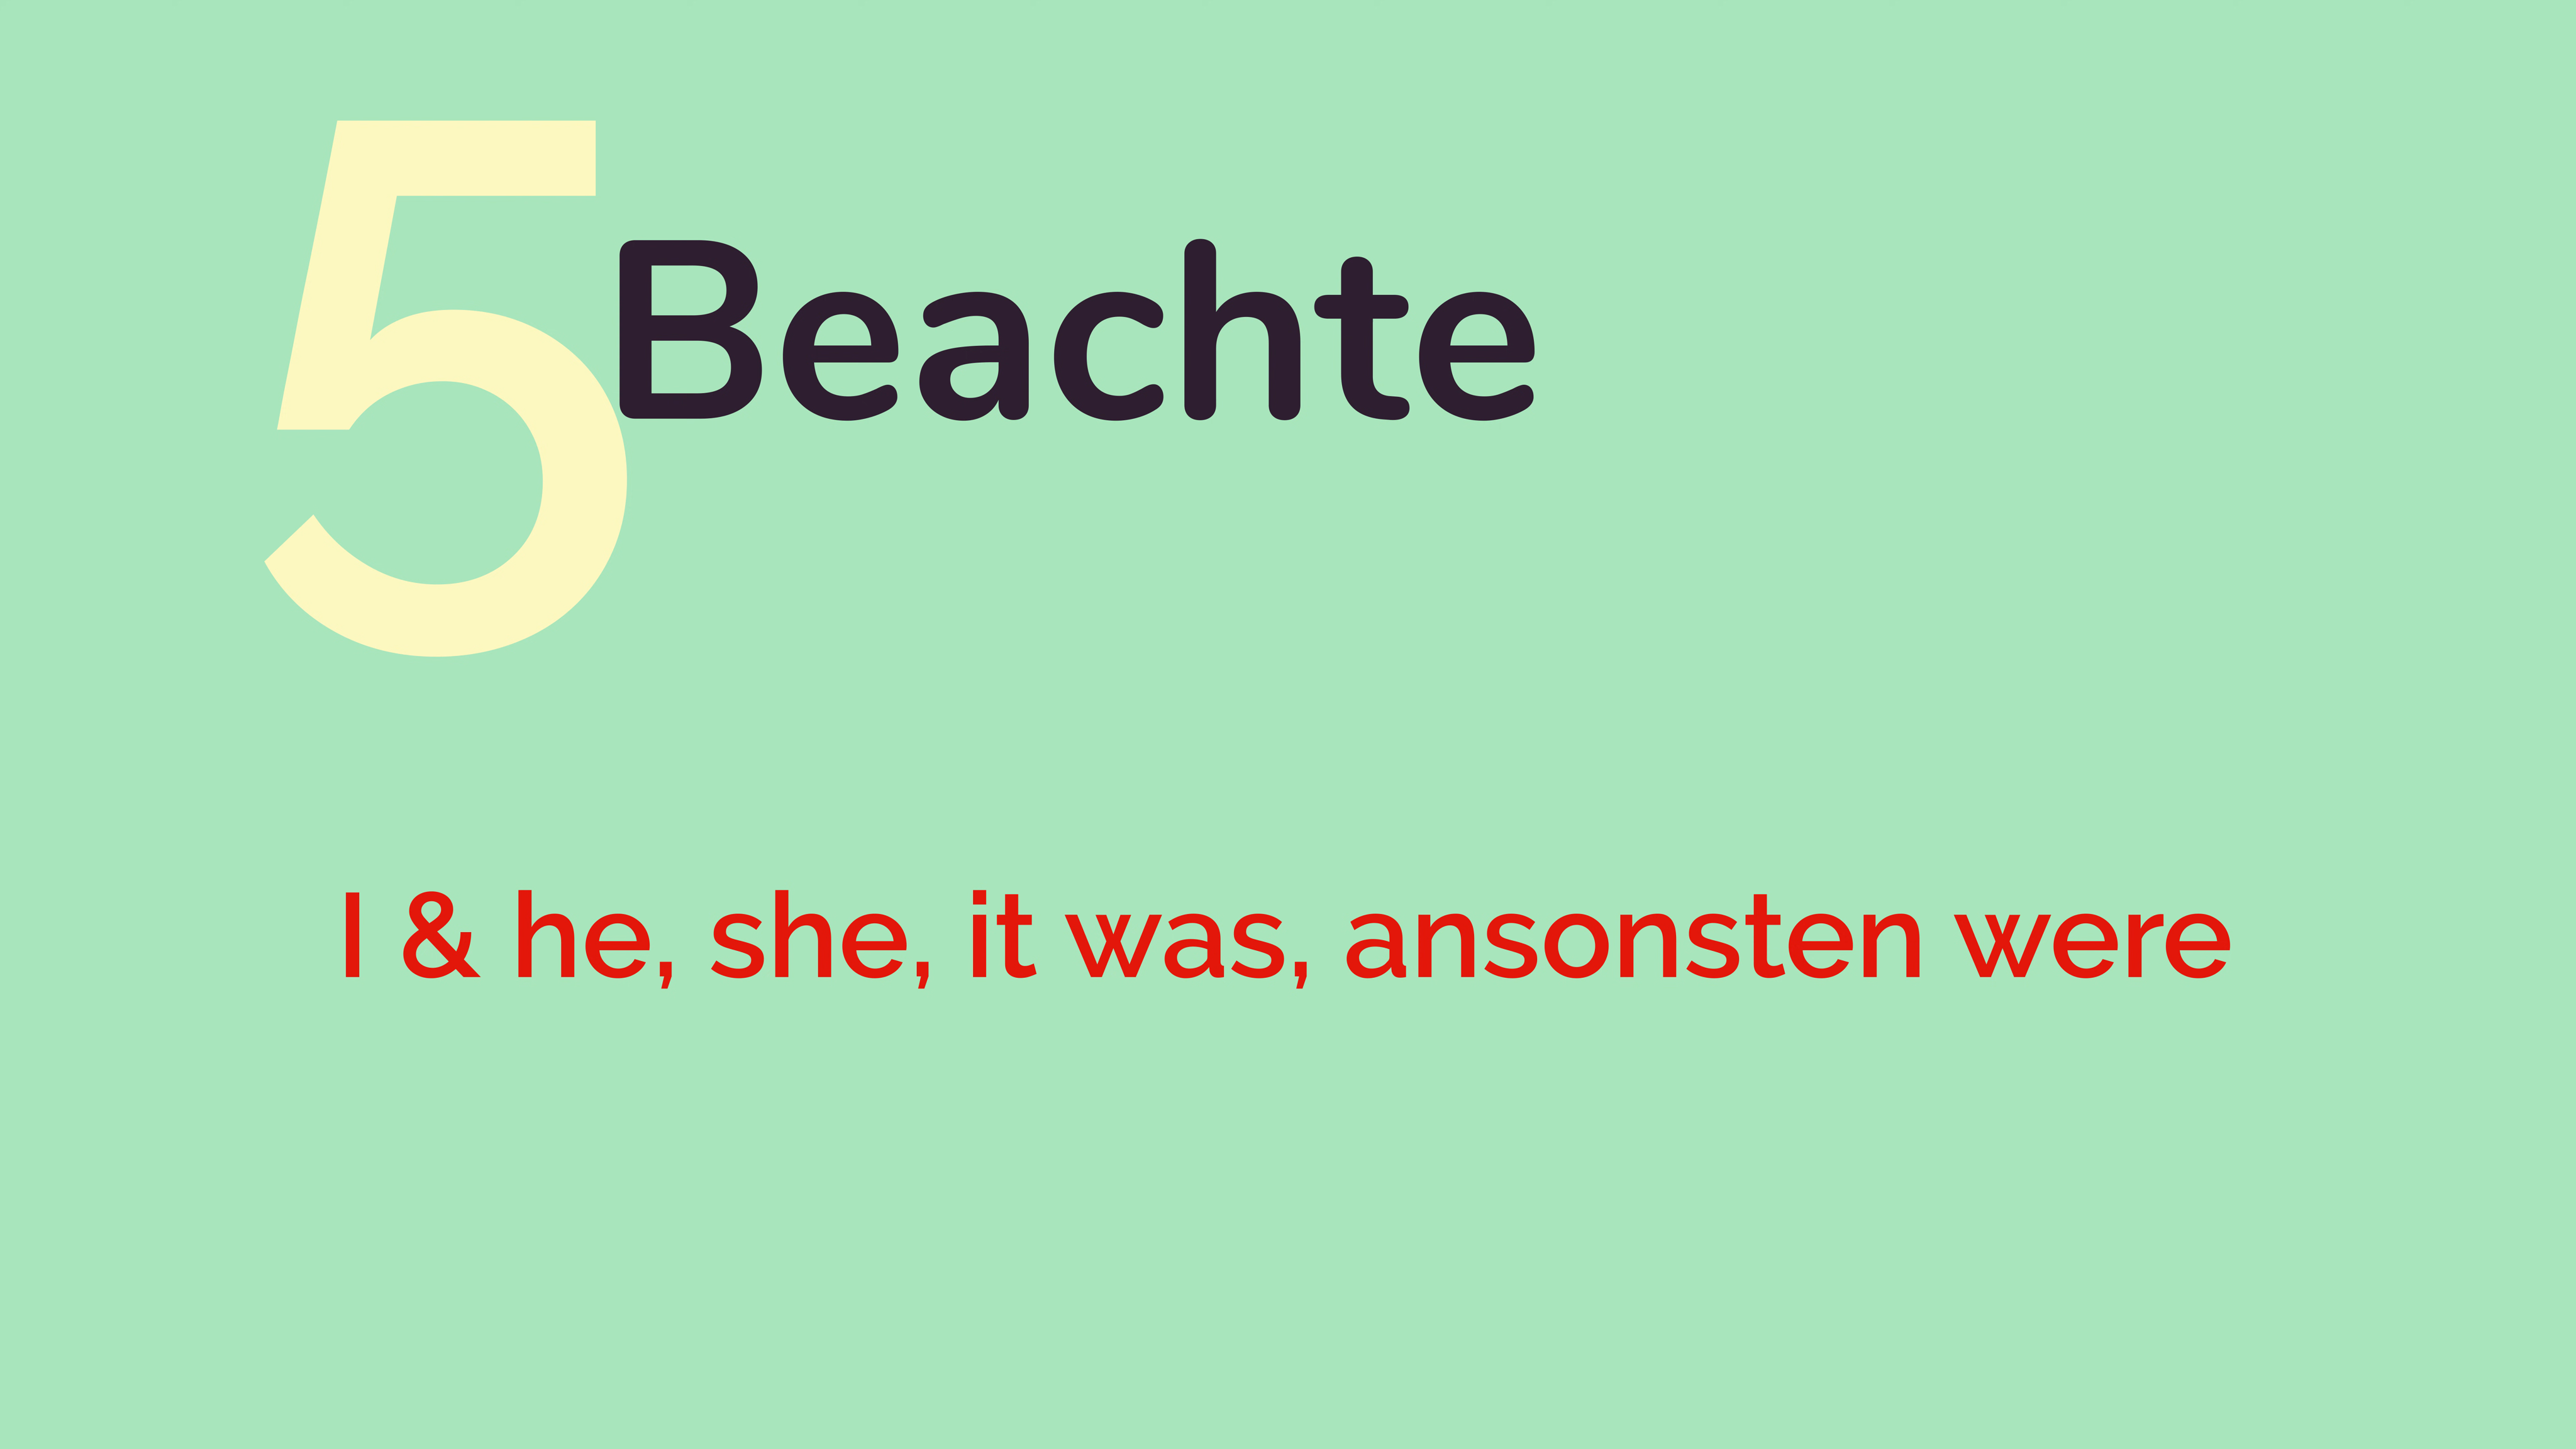 5
Beachte
I & he, she, it was, ansonsten were